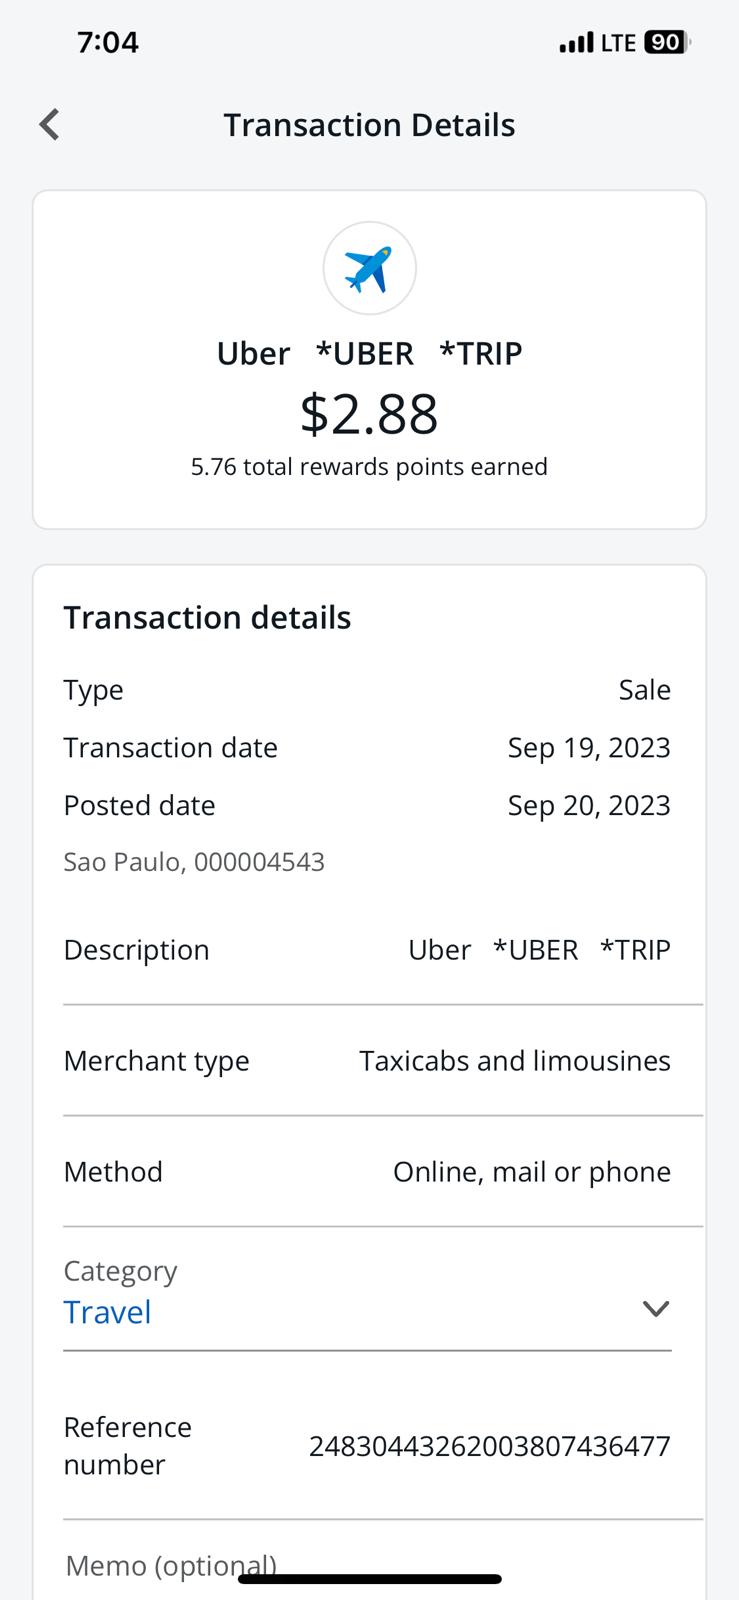 7:04 LTE 90
Transaction Details
Uber *UBER *TRIP
$2.88
5.76 total rewards points earned
Transaction details
Type Sale
Transaction date Sep 19, 2023
Posted date Sep 20, 2023
Sao Paulo, 000004543
Description Uber *UBER *TRIP
Merchant type Taxicabs and limousines
Method Online, mail or phone
Category
Travel
Reference
number 24830443262003807436477
Memo (optional)